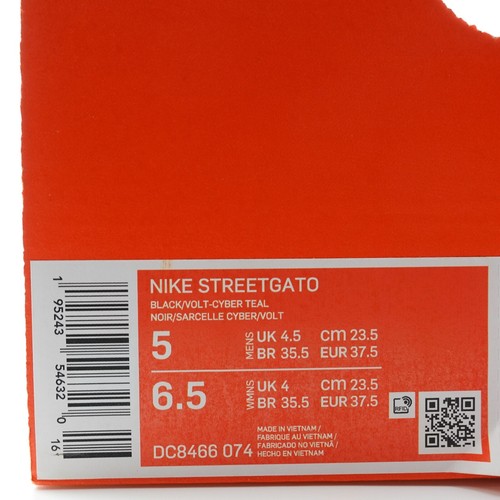 1 95243 54632 0 16
NIKE STREETGATO
BLACK/VOLT-CYBER TEAL
NOIR/SARCELLE CYBER/VOLT
5 MENS UK 4.5 cm 23.5
BR 35.5 EUR 37.5
6.5 WMNS UK 4 cm 23.5
BR 35.5 EUR 37.5
RFID
MADE IN VIETNAM /
FABRIQUE AU VIETNAM /
FABRICADO NO VIETNÃ /
HECHO EN VIETNAM
DC8466 074